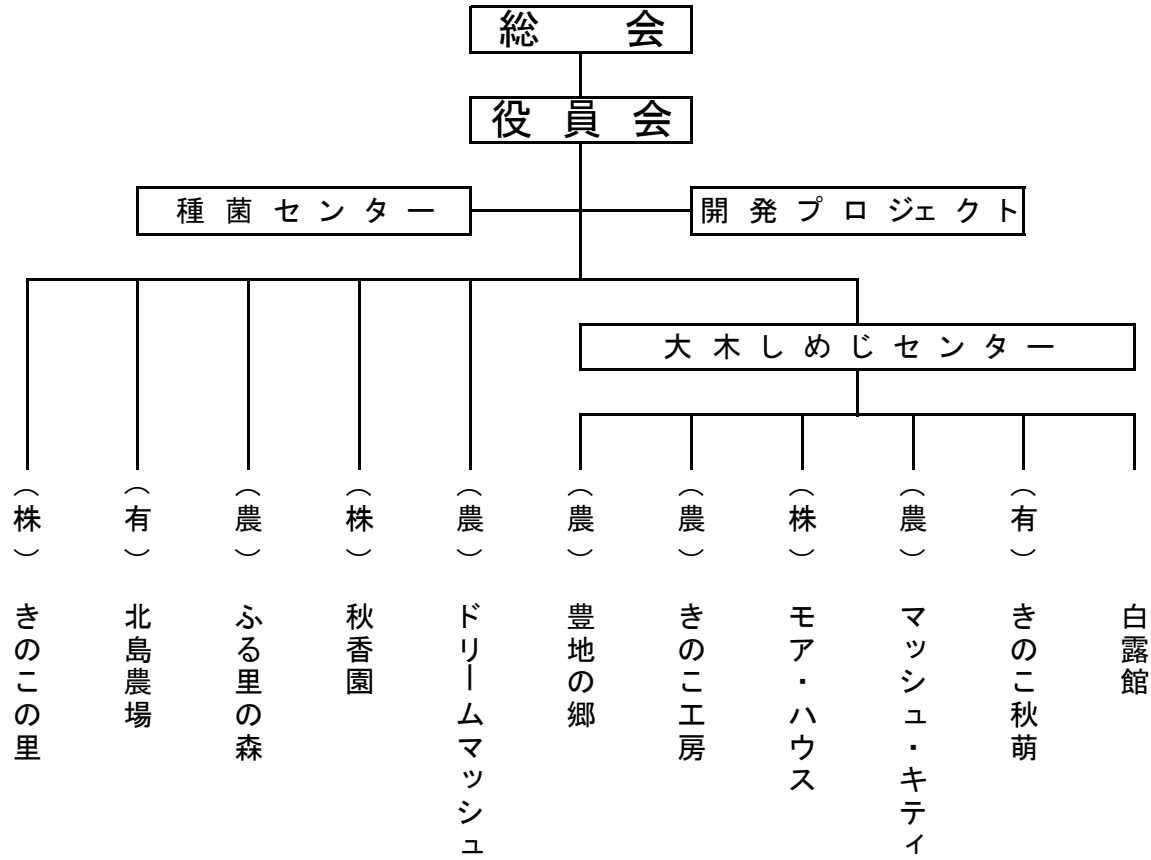 総会
役員会
種菌センター
開発プロジェクト
大木しめじセンター
（株）きのこの里
（有）北島農場
（農）ふる里の森
（株）秋香園
（農）ドリームマッシュ
（農）豊地の郷
（農）きのこ工房
（株）モア・ハウス
（農）マッシュ・キティ
（有）きのこ秋萌
白露館